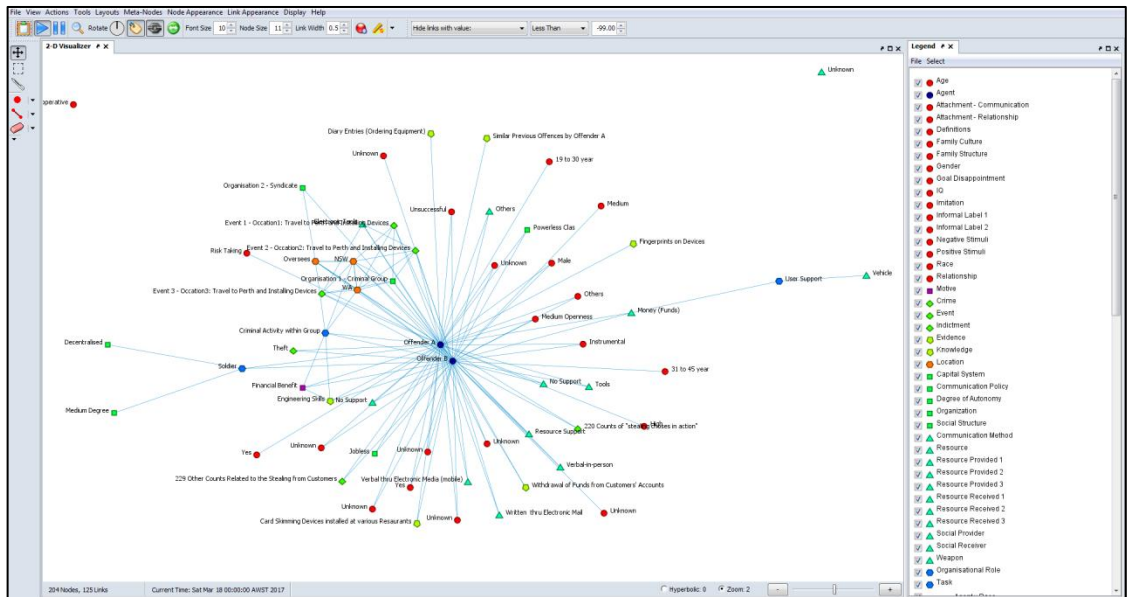 File View Actions Tools Layouts Meta-Nodes Node Appearance Link Appearance Display Help
Rotate Font Size 10 Node Size 11 Link Width 0.5 Hide links with value: Less Than -99.00
2-D Visualizer
Unknown
operative
Diary Entries (Ordering Equipment)
Similar Previous Offences by Offender A
Unknown
19 to 30 year
Organisation 2 - Syndicate
Unsuccessful
Others
Medium
Event 1 - Occation1: Travel to Perth and Installing Devices
Powerless Clas
Risk Taking
Event 2 - Occation2: Travel to Perth and Installing Devices
Fingerprints on Devices
Oversees
NSW
Unknown
Male
Organisation 1 - Criminal Group
User Support
Vehicle
Event 3 - Occation3: Travel to Perth and Installing Devices
WA
Others
Medium Openness
Money (Funds)
Criminal Activity within Group
Decentralised
Theft
Offender A
Instrumental
Offender B
Soldier
31 to 45 year
Financial Benefit
No Support
Tools
Engineering Skills
No Support
Medium Degree
High
220 Counts of "stealing choses in action"
Resource Support
Unknown
Unknown
Yes
Jobless
Unknown
Verbal-in-person
229 Other Counts Related to the Stealing from Customers
Verbal thru Electronic Media (mobile)
Yes
Withdrawal of Funds from Customers' Accounts
Unknown
Card Skimming Devices installed at various Resaurants
Unknown
Written thru Electronic Mail
Unknown
204 Nodes, 125 Links Current Time: Sat Mar 18 00:00:00 AWST 2017 Hyperbolic: 0 Zoom: 2
Legend
File Select
Age
Agent
Attachment - Communication
Attachment - Relationship
Definitions
Family Culture
Family Structure
Gender
Goal Disappointment
IQ
Imitation
Informal Label 1
Informal Label 2
Negative Stimuli
Positive Stimuli
Race
Relationship
Motive
Crime
Event
Indictment
Evidence
Knowledge
Location
Capital System
Communication Policy
Degree of Autonomy
Organization
Social Structure
Communication Method
Resource
Resource Provided 1
Resource Provided 2
Resource Provided 3
Resource Received 1
Resource Received 2
Resource Received 3
Social Provider
Social Receiver
Weapon
Organisational Role
Task